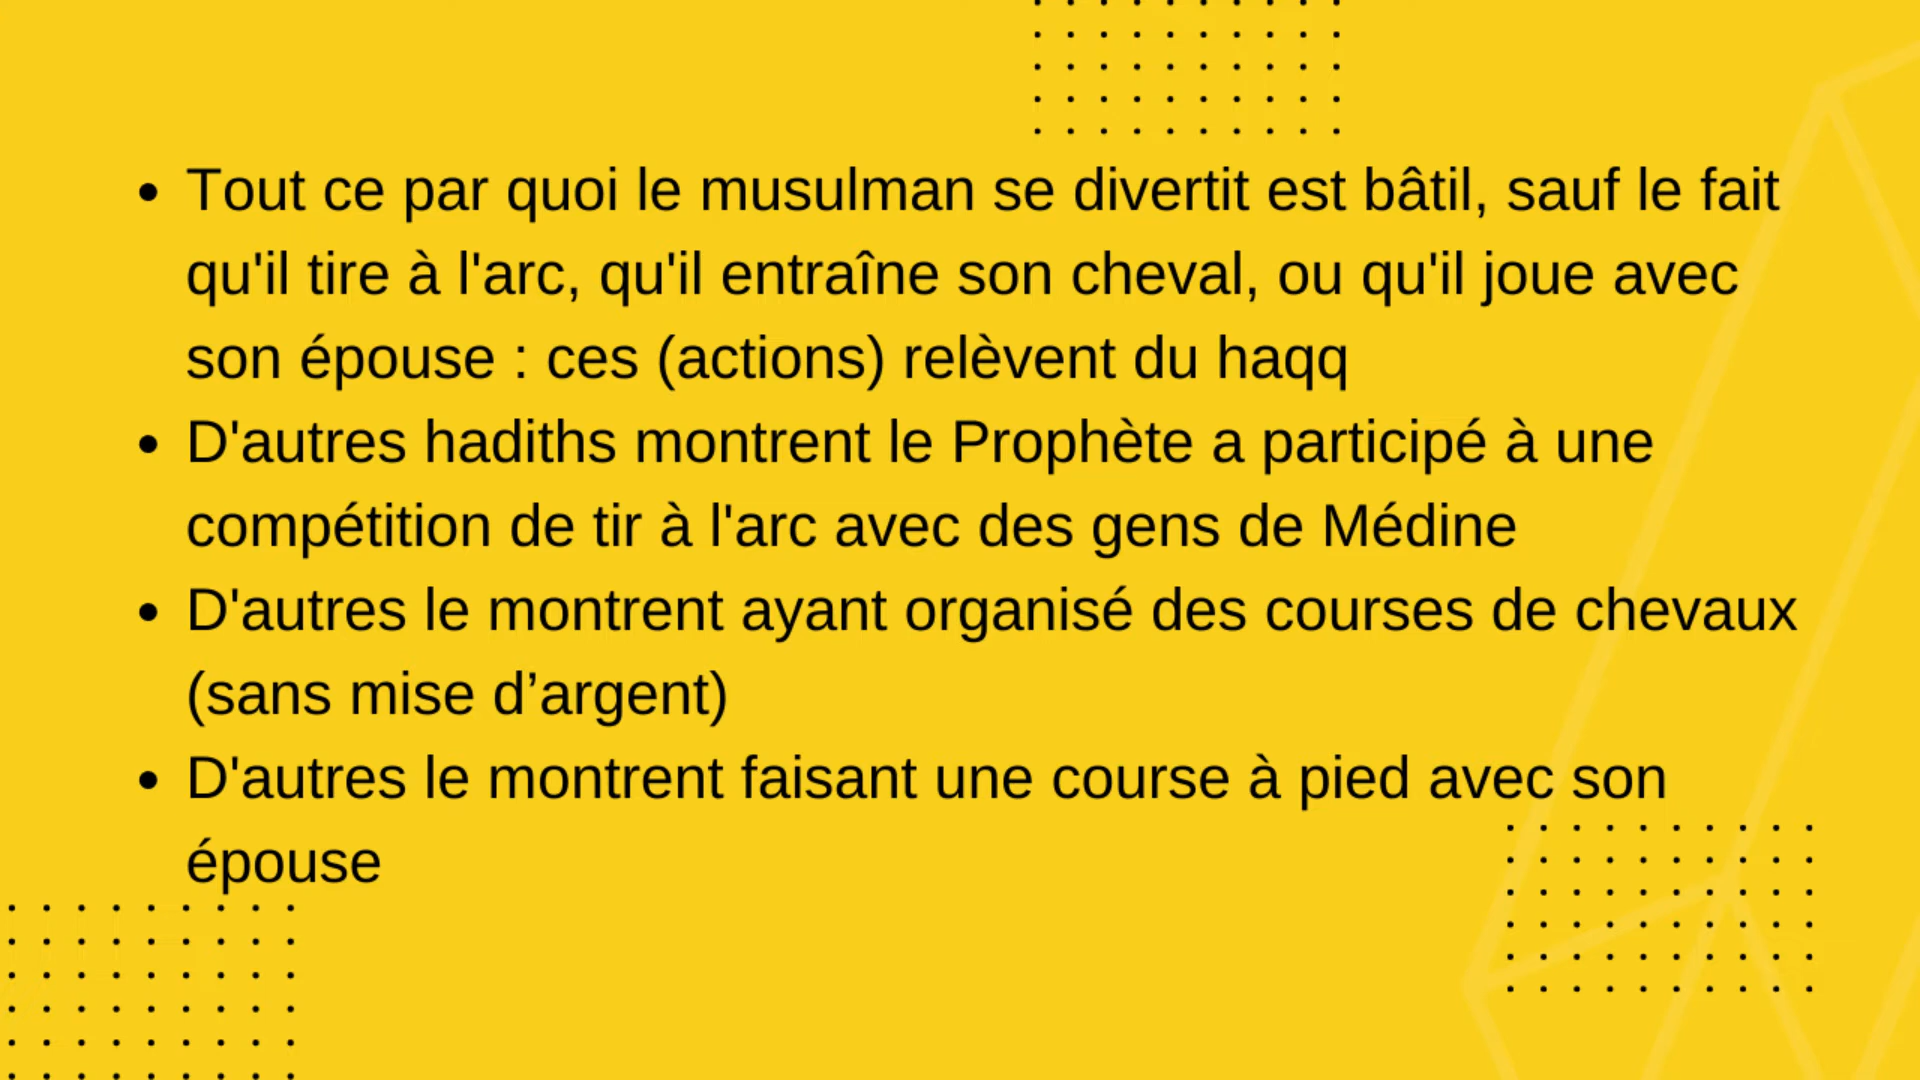 • Tout ce par quoi le musulman se divertit est bâtil, sauf le fait
qu'il tire à l'arc, qu'il entraîne son cheval, ou qu'il joue avec
son épouse : ces (actions) relèvent du haqq
• D'autres hadiths montrent le Prophète a participé à une
compétition de tir à l'arc avec des gens de Médine
• D'autres le montrent ayant organisé des courses de chevaux
(sans mise d’argent)
• D'autres le montrent faisant une course à pied avec son
épouse